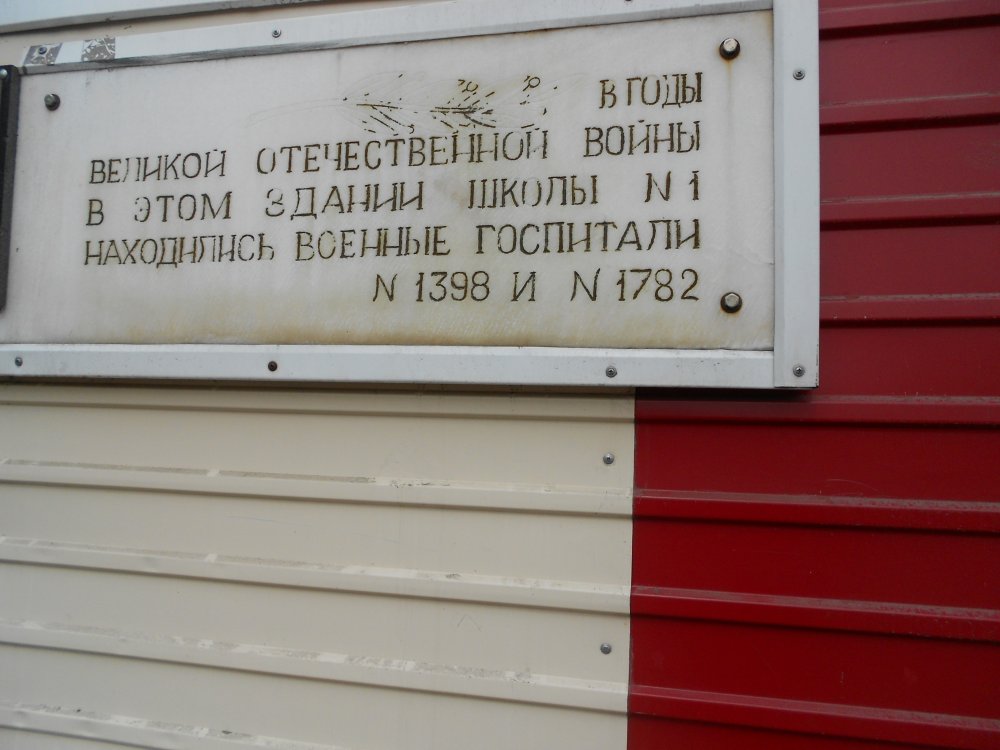 В ГОДЫ
ВЕЛИКОЙ ОТЕЧЕСТВЕННОЙ ВОЙНЫ
В ЭТОМ ЗДАНИИ ШКОЛЫ N 1
НАХОДИЛИСЬ ВОЕННЫЕ ГОСПИТАЛИ
N 1398 И N 1782